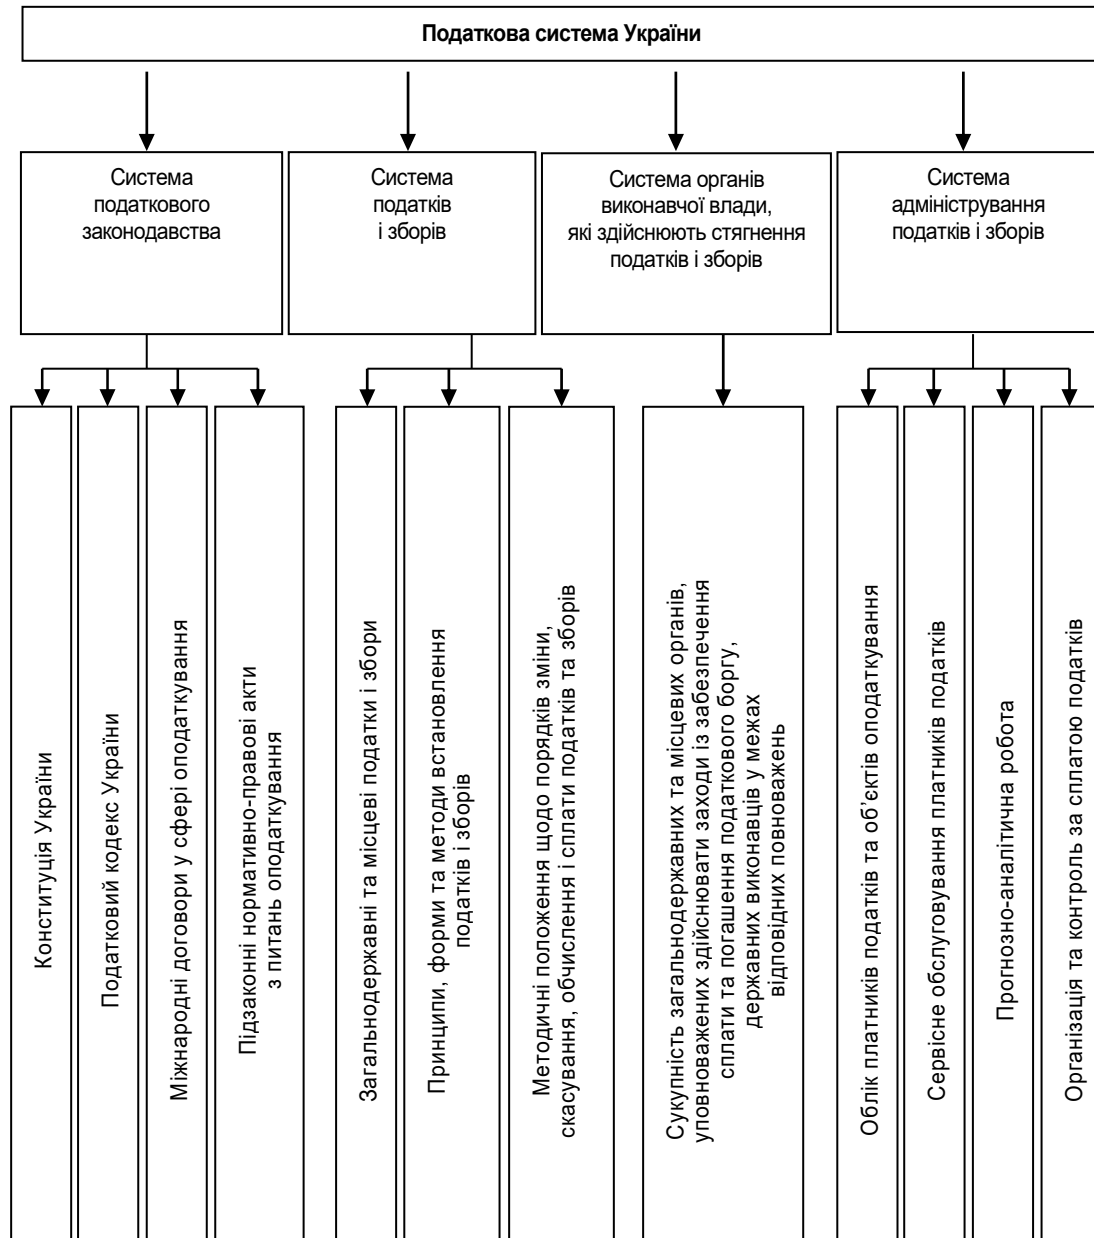 Податкова система України
Система
податкового
законодавства
Система
податків
і зборів
Система органів
виконавчої влади,
які здійснюють стягнення
податків і зборів
Система
адміністрування
податків і зборів
Конституція України
Податковий кодекс України
Міжнародні договори у сфері оподаткування
Підзаконні нормативно-правові акти
з питань оподаткування
Загальнодержавні та місцеві податки і збори
Принципи, форми та методи встановлення
податків і зборів
Методичні положення щодо порядків зміни,
скасування, обчислення і сплати податків та зборів
Сукупність загальнодержавних та місцевих органів,
уповноважених здійснювати заходи із забезпечення
сплати та погашення податкового боргу,
державних виконавців у межах
відповідних повноважень
Облік платників податків та об’єктів оподаткування
Сервісне обслуговування платників податків
Прогнозно-аналітична робота
Організація та контроль за сплатою податків